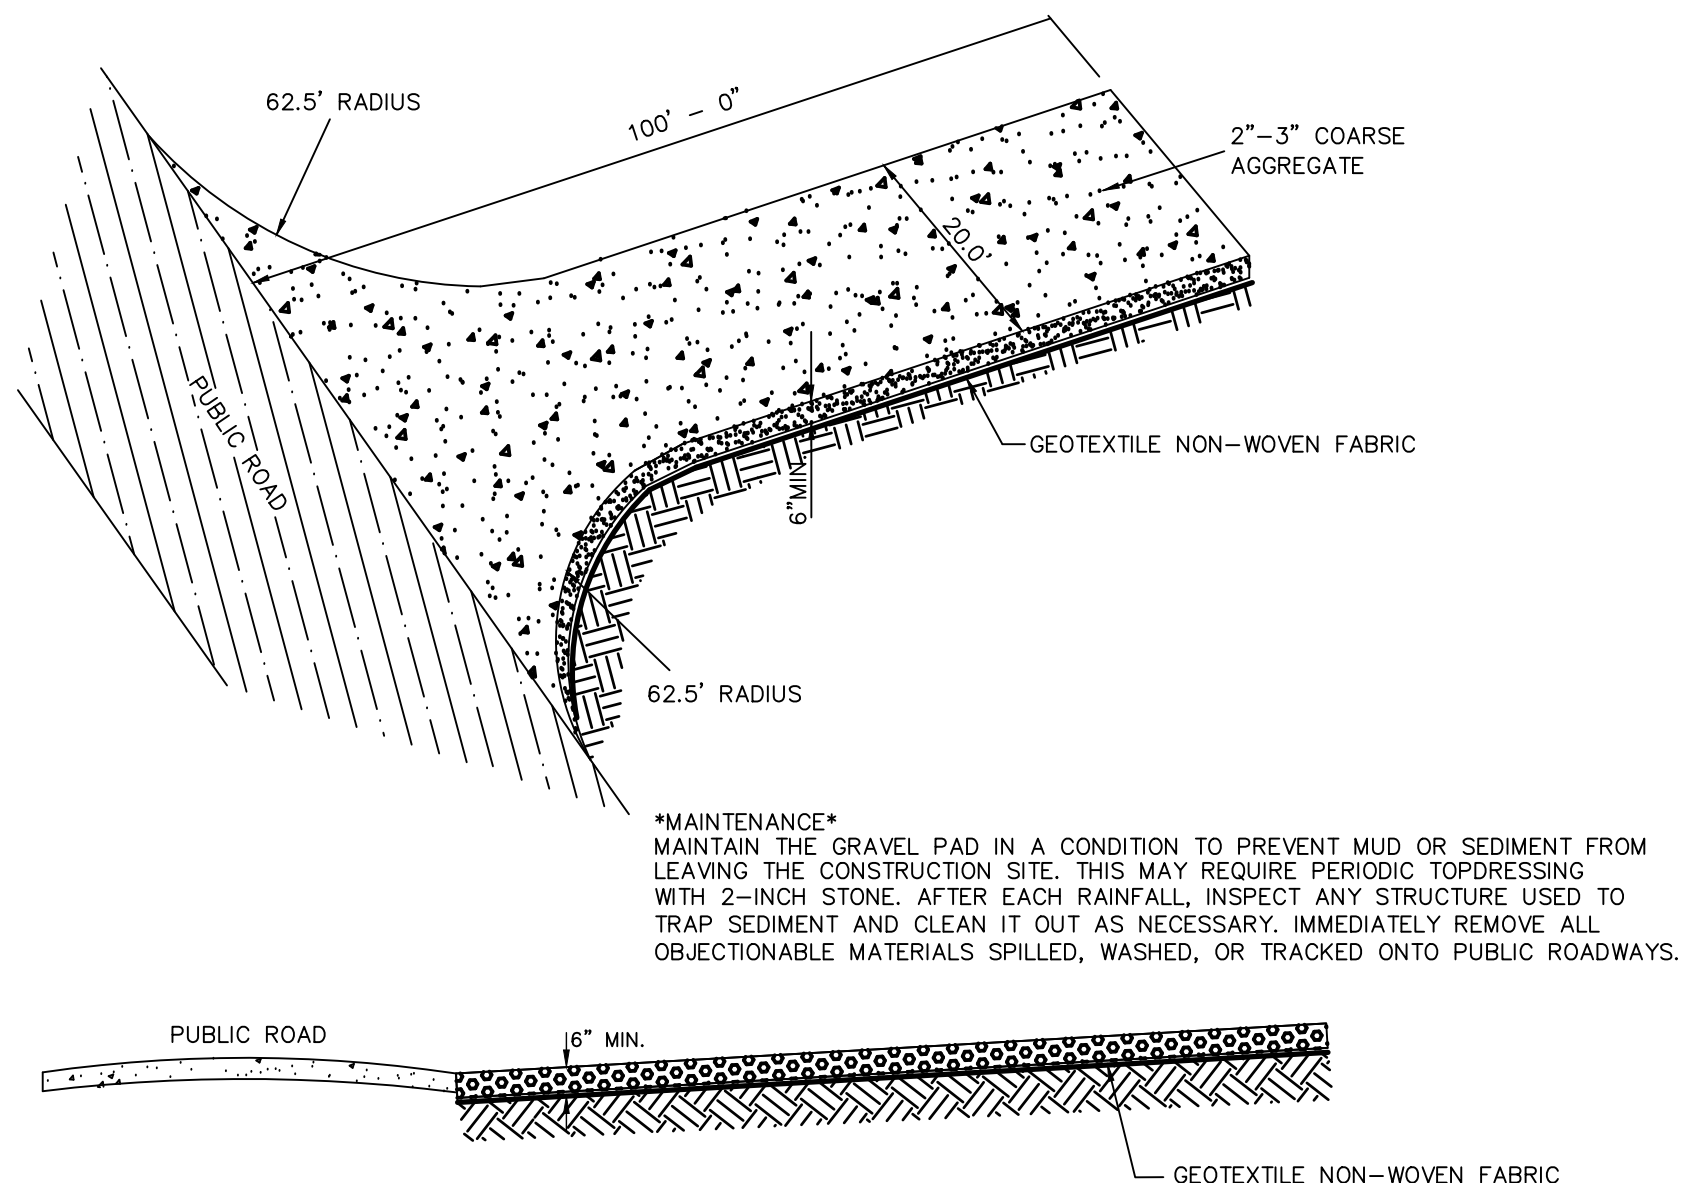 62.5' RADIUS
100' - 0"
2"-3" COARSE
AGGREGATE
20.0'
PUBLIC ROAD
GEOTEXTILE NON-WOVEN FABRIC
6"MIN.
62.5' RADIUS
*MAINTENANCE*
MAINTAIN THE GRAVEL PAD IN A CONDITION TO PREVENT MUD OR SEDIMENT FROM
LEAVING THE CONSTRUCTION SITE. THIS MAY REQUIRE PERIODIC TOPDRESSING
WITH 2-INCH STONE. AFTER EACH RAINFALL, INSPECT ANY STRUCTURE USED TO
TRAP SEDIMENT AND CLEAN IT OUT AS NECESSARY. IMMEDIATELY REMOVE ALL
OBJECTIONABLE MATERIALS SPILLED, WASHED, OR TRACKED ONTO PUBLIC ROADWAYS.
PUBLIC ROAD
6" MIN.
GEOTEXTILE NON-WOVEN FABRIC